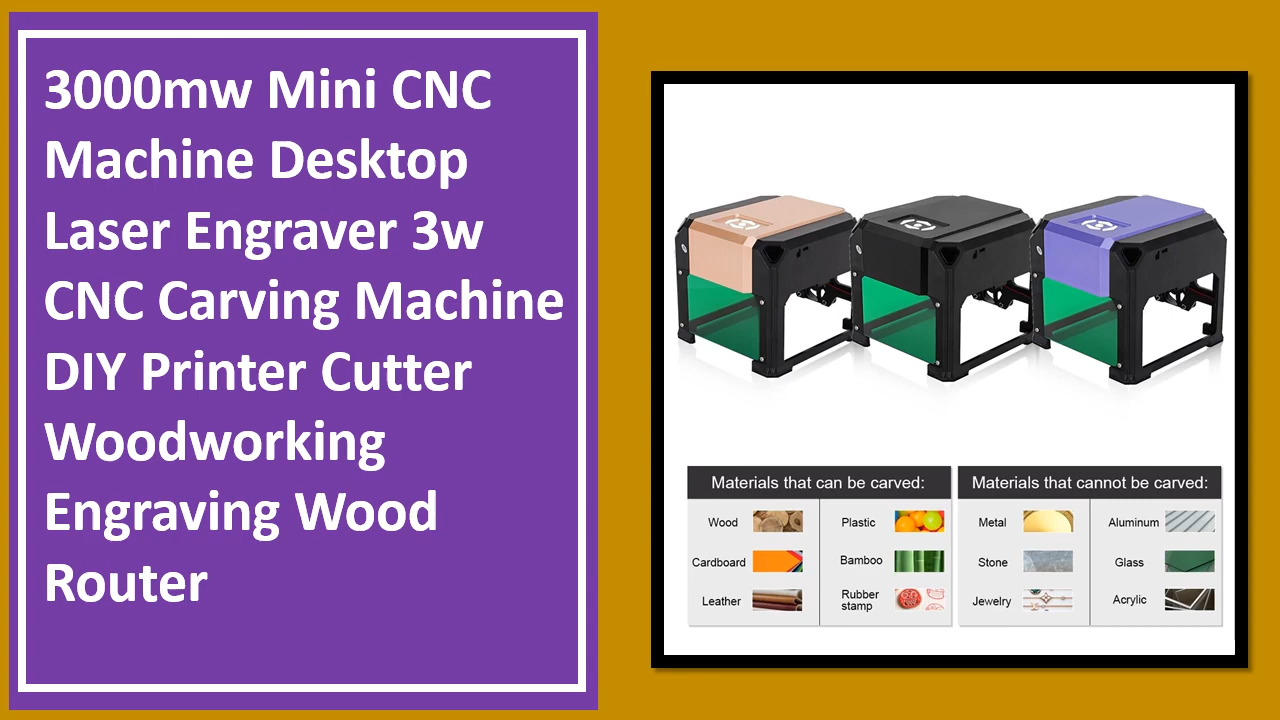 3000mw Mini CNC
Machine Desktop
Laser Engraver 3w
CNC Carving Machine
DIY Printer Cutter
Woodworking
Engraving Wood
Router
Materials that can be carved:
Wood
Plastic
Cardboard
Bamboo
Leather
Rubber
stamp
Materials that cannot be carved:
Metal
Aluminum
Stone
Glass
Jewelry
Acrylic